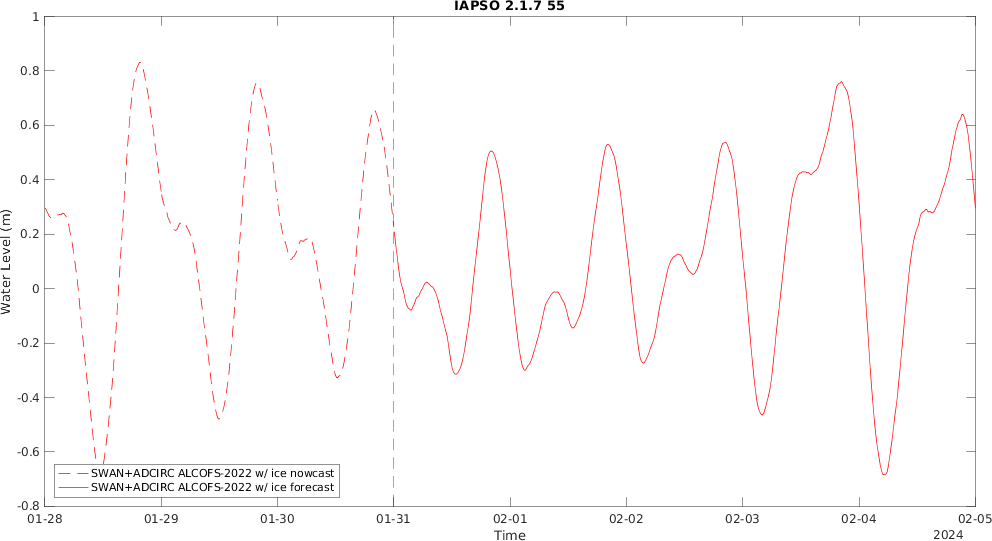 IAPSO 2.1.7 55
Water Level (m)
1
0.8
0.6
0.4
0.2
0
-0.2
-0.4
-0.6
-0.8
SWAN+ADCIRC ALCOFS-2022 w/ ice nowcast
SWAN+ADCIRC ALCOFS-2022 w/ ice forecast
01-28 01-29 01-30 01-31 02-01 02-02 02-03 02-04 02-05
Time
2024